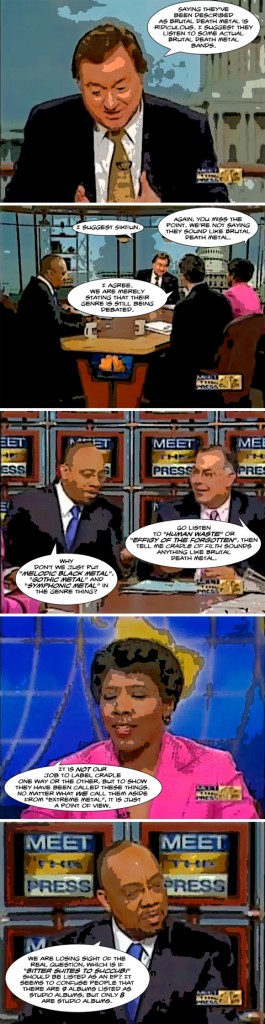 SAYING THEY'VE
BEEN DESCRIBED
AS BRUTAL DEATH METAL IS
RIDICULOUS. I SUGGEST THEY
LISTEN TO SOME ACTUAL
BRUTAL DEATH METAL
BANDS.
MEET
THE
PRESS
I SUGGEST SIKFUK.
AGAIN, YOU MISS THE
POINT. WE'RE NOT SAYING
THEY SOUND LIKE BRUTAL
DEATH METAL.
I AGREE.
WE ARE MERELY
STATING THAT THEIR
GENRE IS STILL BEING
DEBATED.
MEET
THE
PRESS
MEET
THE
PRESS
MEET
THE
PRESS
GO LISTEN
TO "HUMAN WASTE" OR
"EFFIGY OF THE FORGOTTEN", THEN
TELL ME CRADLE OF FILTH SOUNDS
ANYTHING LIKE BRUTAL
DEATH METAL.
WHY
DON'T WE JUST PUT
"MELODIC BLACK METAL",
"GOTHIC METAL" AND
"SYMPHONIC METAL" IN
THE GENRE THING?
IT IS NOT OUR
JOB TO LABEL CRADLE
ONE WAY OR THE OTHER, BUT TO SHOW
THEY HAVE BEEN CALLED THESE THINGS.
NO MATTER WHAT WE CALL THEM ASIDE
FROM "EXTREME METAL", IT IS JUST
A POINT OF VIEW.
MEET
THE
PRESS
MEET
THE
PRESS
MEET
THE
PRESS
WE ARE LOSING SIGHT OF THE
REAL QUESTION, WHICH IS IF
"BITTER SUITES TO SUCCUBI"
SHOULD BE LISTED AS AN EP? IT
SEEMS TO CONFUSE PEOPLE THAT
THERE ARE 9 ALBUMS LISTED AS
STUDIO ALBUMS, BUT ONLY 8
ARE STUDIO ALBUMS.
MEET
THE
PRESS